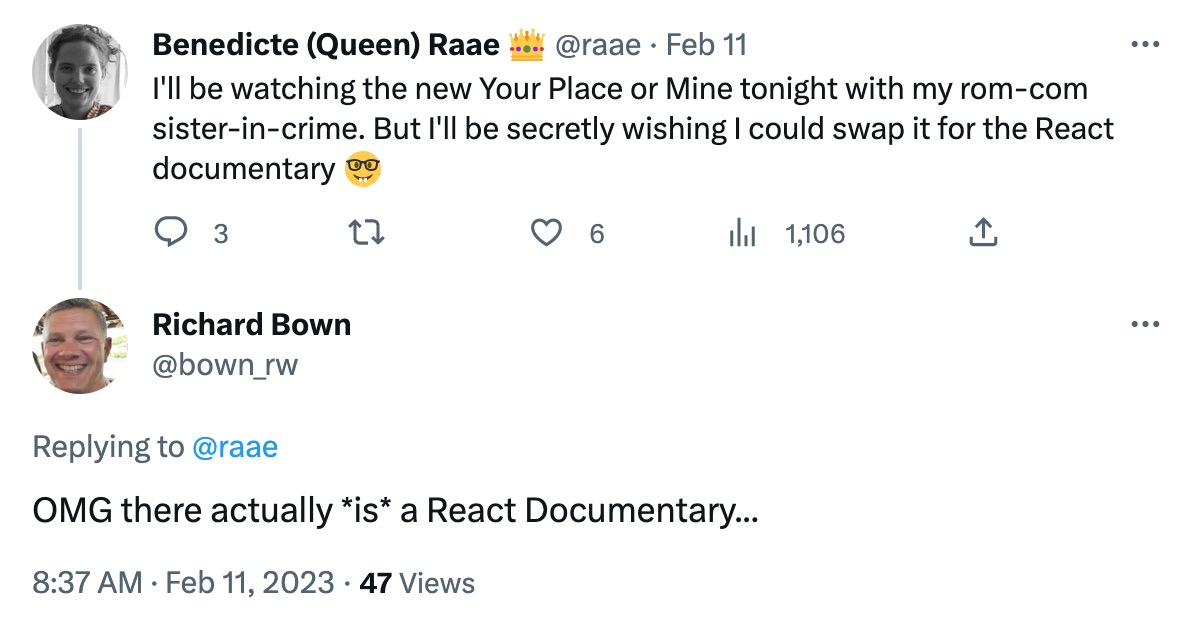 Benedicte (Queen) Raae 👑 @raae · Feb 11
I'll be watching the new Your Place or Mine tonight with my rom-com
sister-in-crime. But I'll be secretly wishing I could swap it for the React
documentary 🤓
3 6 1,106
Richard Bown
@bown_rw
Replying to @raae
OMG there actually *is* a React Documentary...
8:37 AM · Feb 11, 2023 · 47 Views